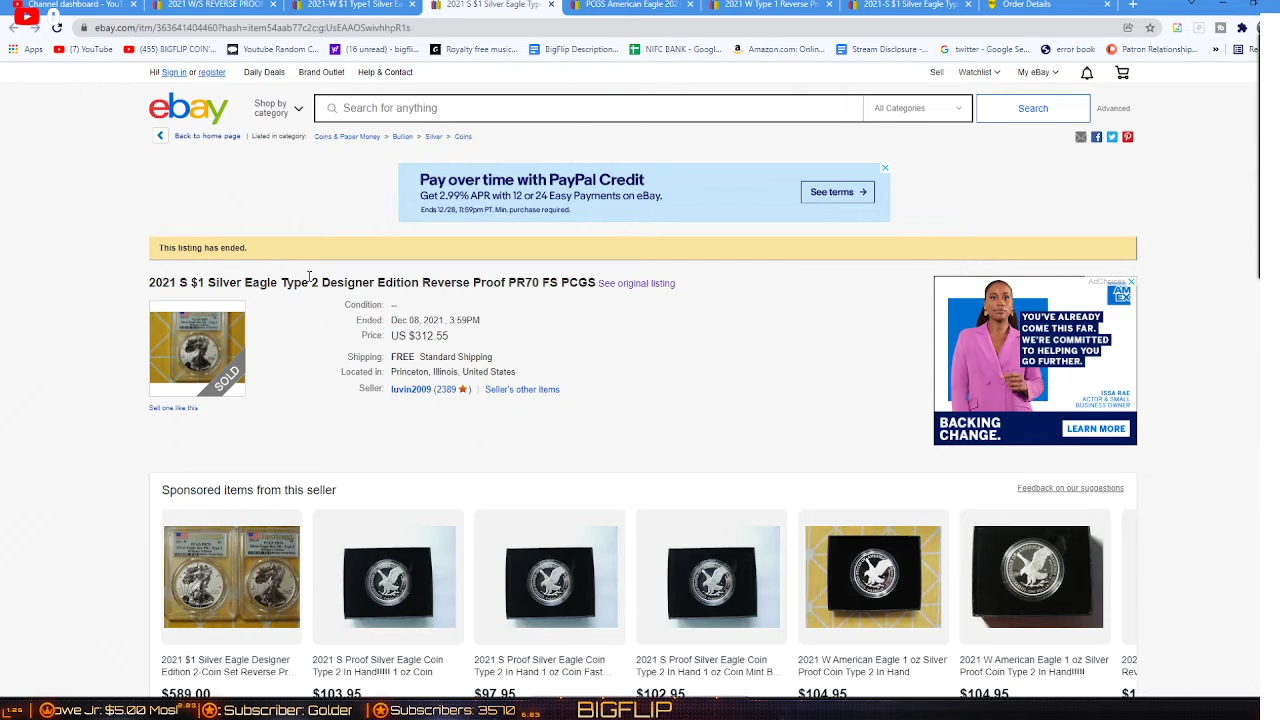 Channel dashboard - YouT
2021 W/S REVERSE PROOF
2021-W $1 Type1 Silver Ea
2021 S $1 Silver Eagle Type
PCGS American Eagle 202
2021 W Type 1 Reverse Pr
2021-S $1 Silver Eagle Typ
Order Details
ebay.com/itm/363641404460?hash=item54aab77c2c:g:UsEAAOSwivhhpR1s
Apps
(7) YouTube
(455) BIGFLIP COIN'...
Youtube Random C...
(16 unread) - bigfli...
Royalty free music...
BigFlip Description...
NIFC BANK - Googl...
Amazon.com: Onlin...
Stream Disclosure -...
twitter - Google Se...
error book
Patron Relationship...
»
Re
Hi! Sign in or register
Daily Deals
Brand Outlet
Help & Contact
Sell
Watchlist
My eBay
ebay
Shop by
category
Search for anything
All Categories
Search
Advanced
Back to home page | Listed in category:
Coins & Paper Money > Bullion > Silver > Coins
Pay over time with PayPal Credit
Get 2.99% APR with 12 or 24 Easy Payments on eBay.
Ends 12/28, 11:59pm PT. Min. purchase required.
See terms →
This listing has ended.
2021 S $1 Silver Eagle Type 2 Designer Edition Reverse Proof PR70 FS PCGS See original listing
SOLD
Sell one like this
Condition: --
Ended: Dec 08, 2021 , 3:59PM
Price: US $312.55
Shipping: FREE Standard Shipping
Located in: Princeton, Illinois, United States
Seller: luvin2009 (2389 ) | Seller's other items
AdChoices
AM
EX
YOU'VE ALREADY
COME THIS FAR.
WE'RE COMMITTED
TO HELPING YOU
GO FURTHER.
ISSA RAE
ACTOR & SMALL
BUSINESS OWNER
BACKING
CHANGE.
LEARN MORE
Sponsored items from this seller
Feedback on our suggestions
2021 $1 Silver Eagle Designer
Edition 2-Coin Set Reverse Pr...
$589.00
2021 S Proof Silver Eagle Coin
Type 2 In Hand!!!!! 1 oz Coin
$103.95
2021 S Proof Silver Eagle Coin
Type 2 In Hand 1 oz Coin Fast...
$97.95
2021 S Proof Silver Eagle Coin
Type 2 In Hand 1 oz Coin Mint B...
$102.95
2021 W American Eagle 1 oz Silver
Proof Coin Type 2 In Hand
$104.95
2021 W American Eagle 1 oz Silver
Proof Coin Type 2 In Hand!!!!
$104.95
202
Rev
$1
owe Jr: $5.00
Subscriber: Golder
Subscribers: 3570
BIGFLIP